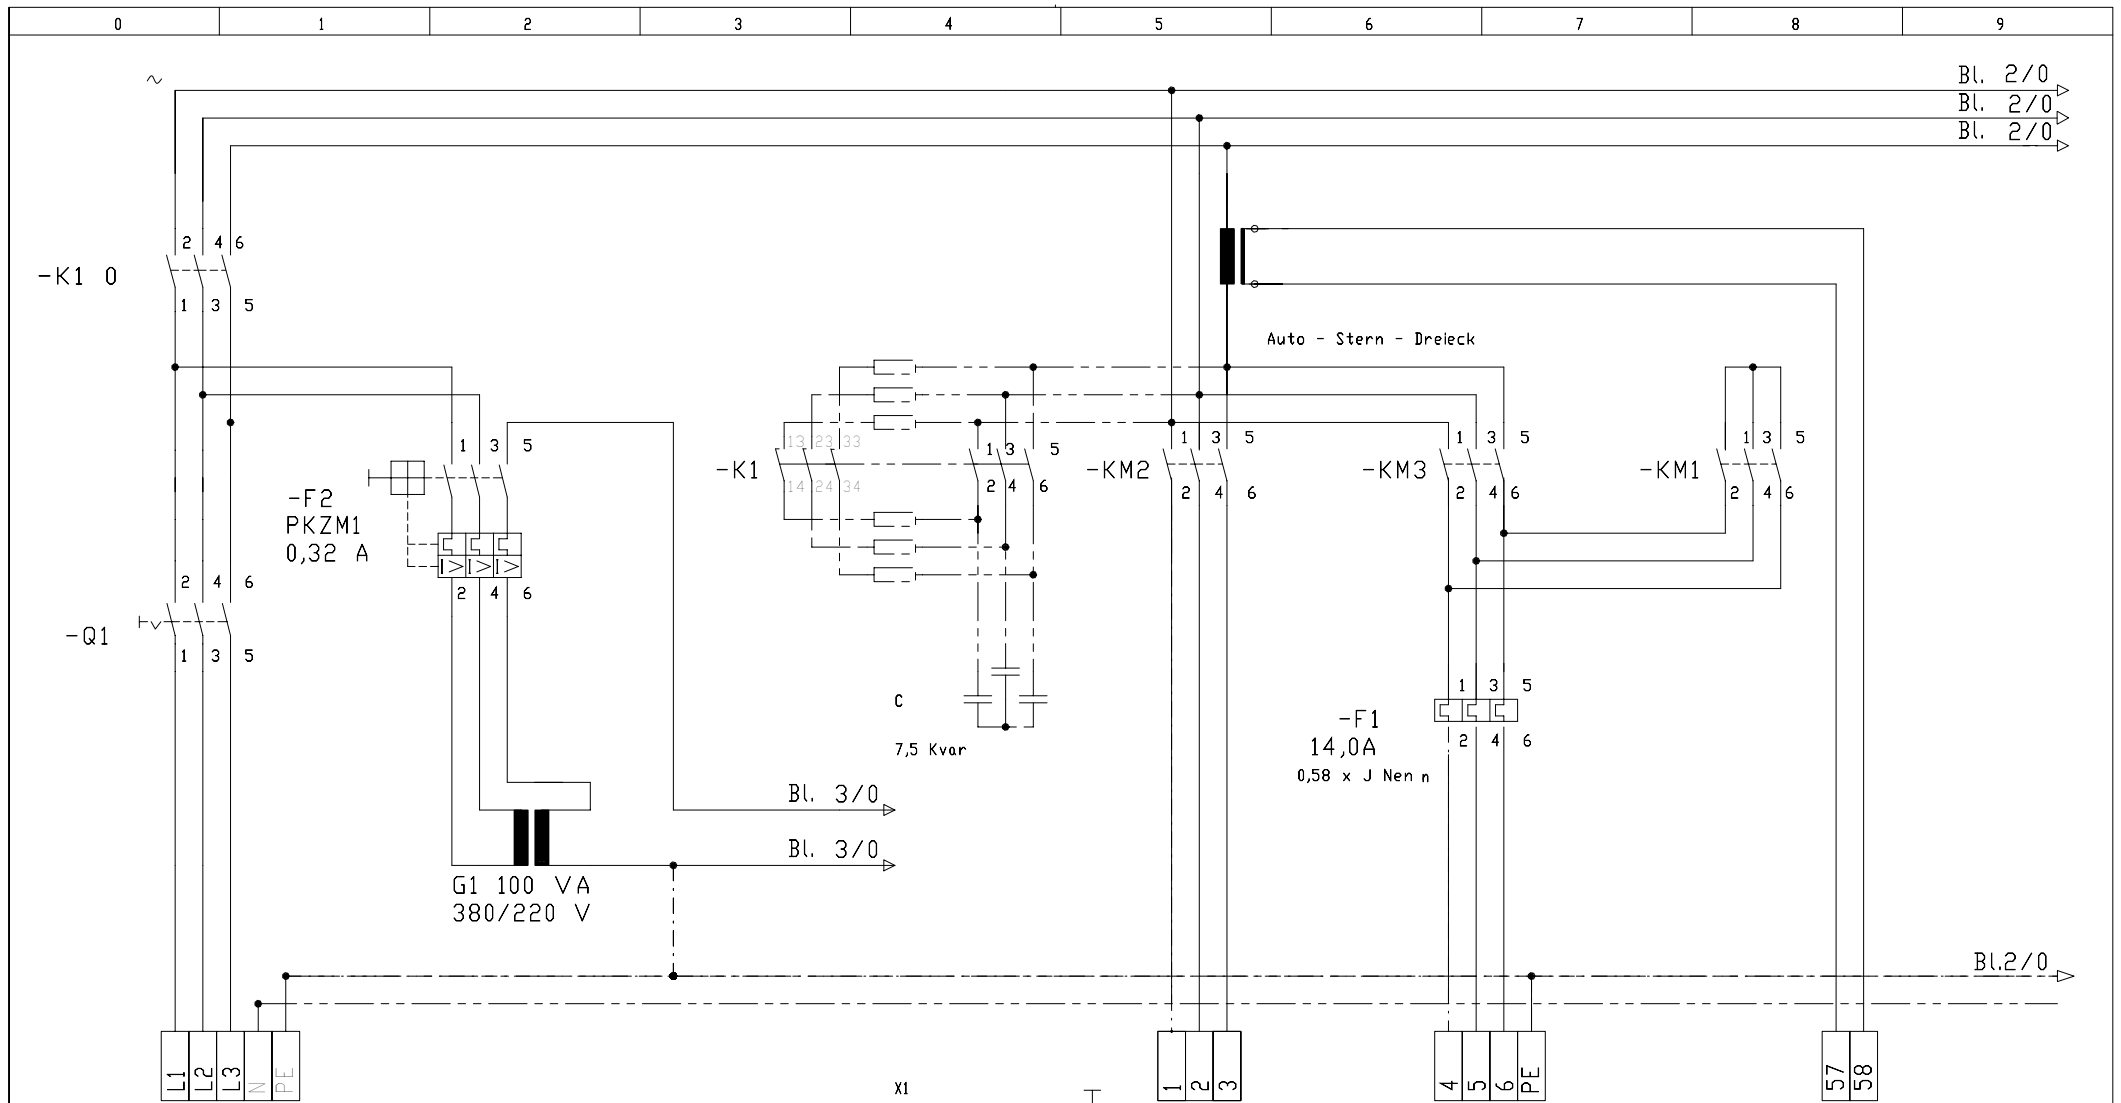 0 1 2 3 4 5 6 7 8 9
Bl. 2/0
Bl. 2/0
Bl. 2/0
2 4 6
-K1 0
1 3 5
Auto - Stern - Dreieck
1 3 5
-F2
PKZM1
0,32 A
I> I> I>
2 4 6
13 23 33
-K1
14 24 34
1 3 5
2 4 6
1 3 5
-KM2
2 4 6
1 3 5
-KM3
2 4 6
1 3 5
-KM1
2 4 6
2 4 6
-Q1
1 3 5
C
7,5 Kvar
1 3 5
-F1
14,0A
0,58 x J Nen n
2 4 6
Bl. 3/0
Bl. 3/0
G1 100 VA
380/220 V
Bl.2/0
L1 L2 L3 N PE
X1
1 2 3
4 5 6 PE
57 58